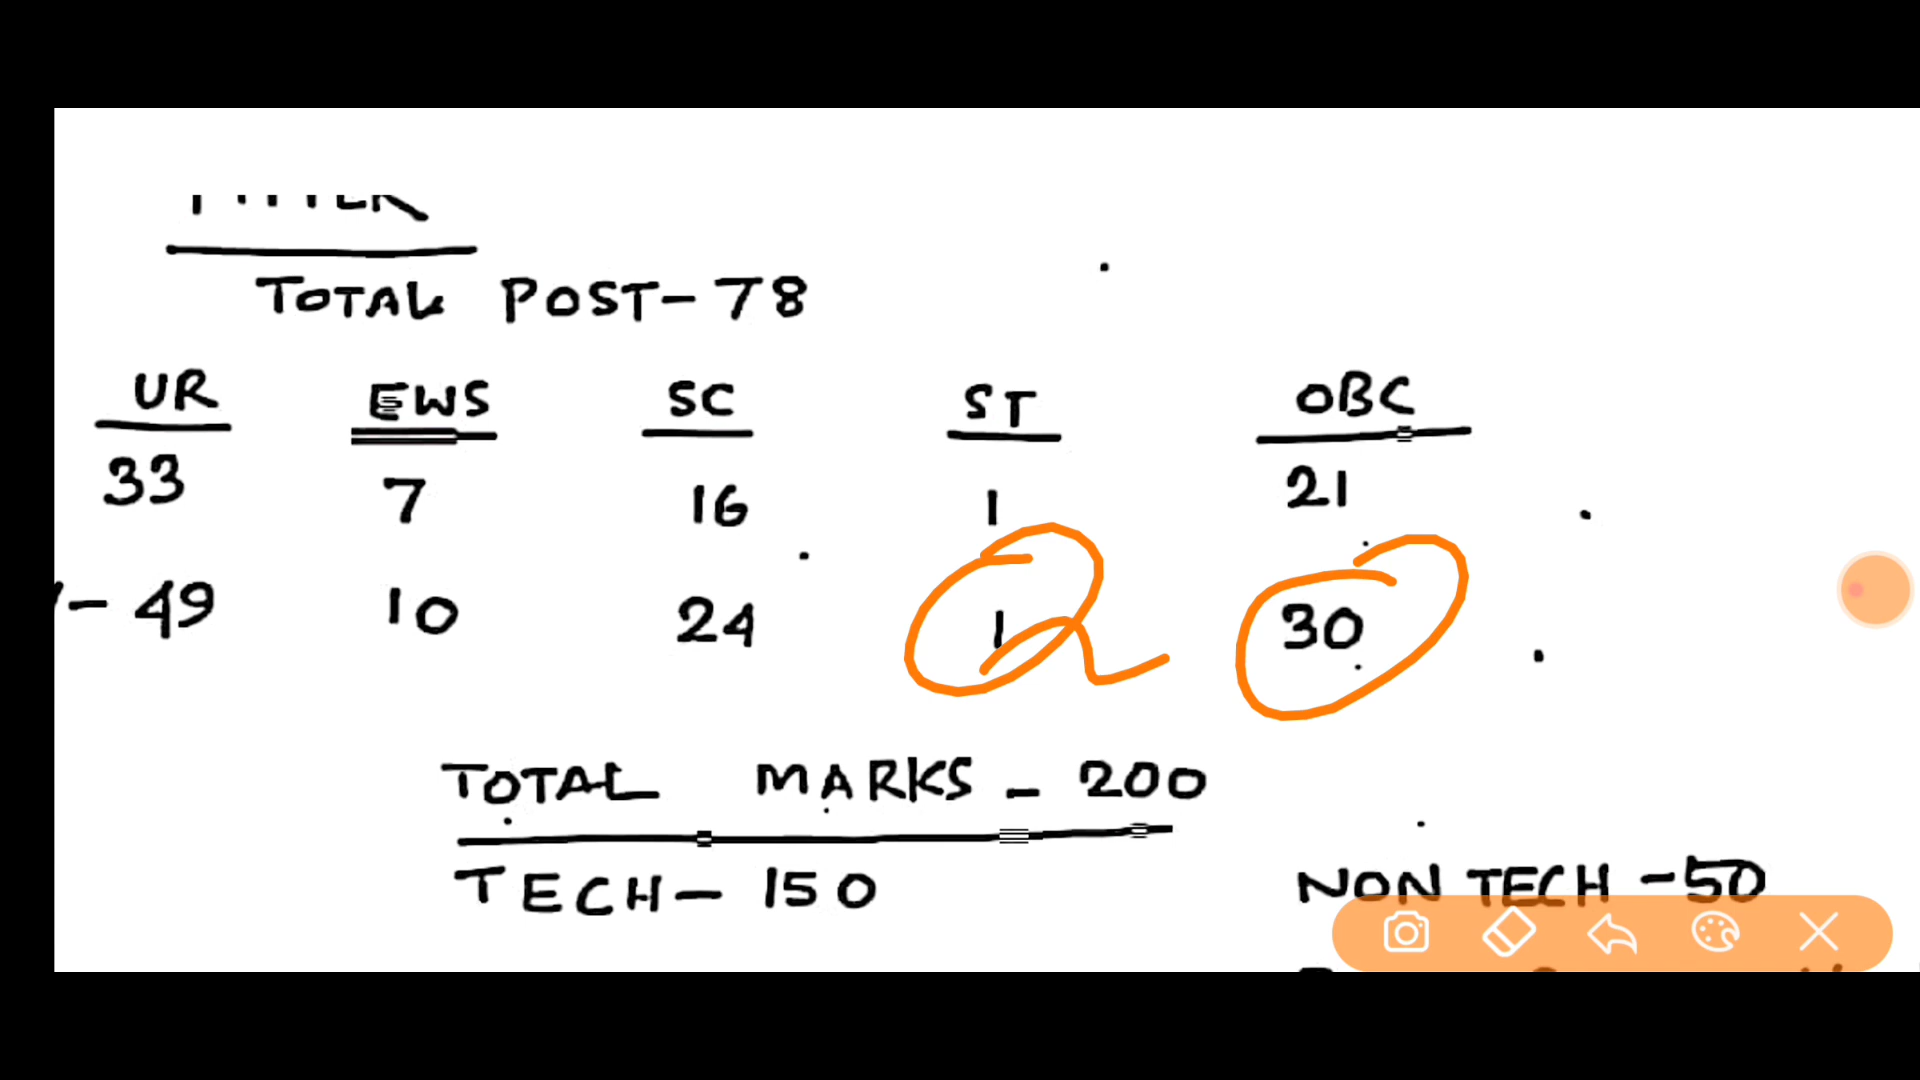 TOTAL POST-78
UR EWS SC ST OBC
33 7 16 1 21
- 49 10 24 1 30
TOTAL MARKS - 200
TECH - 150 NON TECH - 50